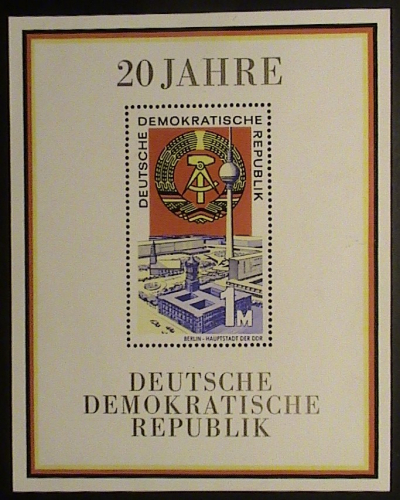 20 JAHRE
DEUTSCHE DEMOKRATISCHE REPUBLIK
1M
BERLIN - HAUPTSTADT DER DDR
DEUTSCHE
DEMOKRATISCHE
REPUBLIK